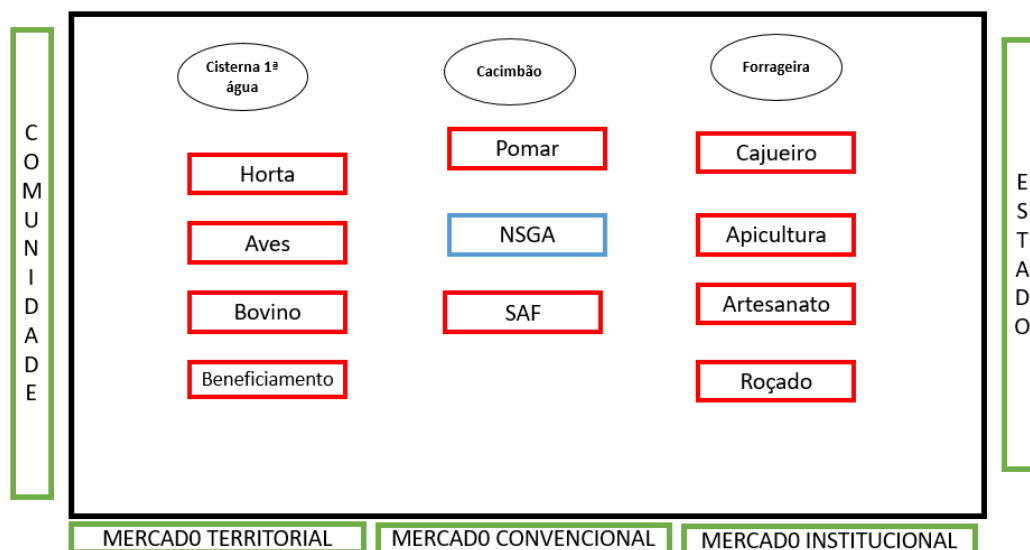 COMUNIDADE
Cisterna 1ª
água
Cacimbão
Forrageira
Horta
Pomar
Cajueiro
Aves
NSGA
Apicultura
Bovino
SAF
Artesanato
Beneficiamento
Roçado
ESTADO
MERCAD0 TERRITORIAL
MERCAD0 CONVENCIONAL
MERCAD0 INSTITUCIONAL